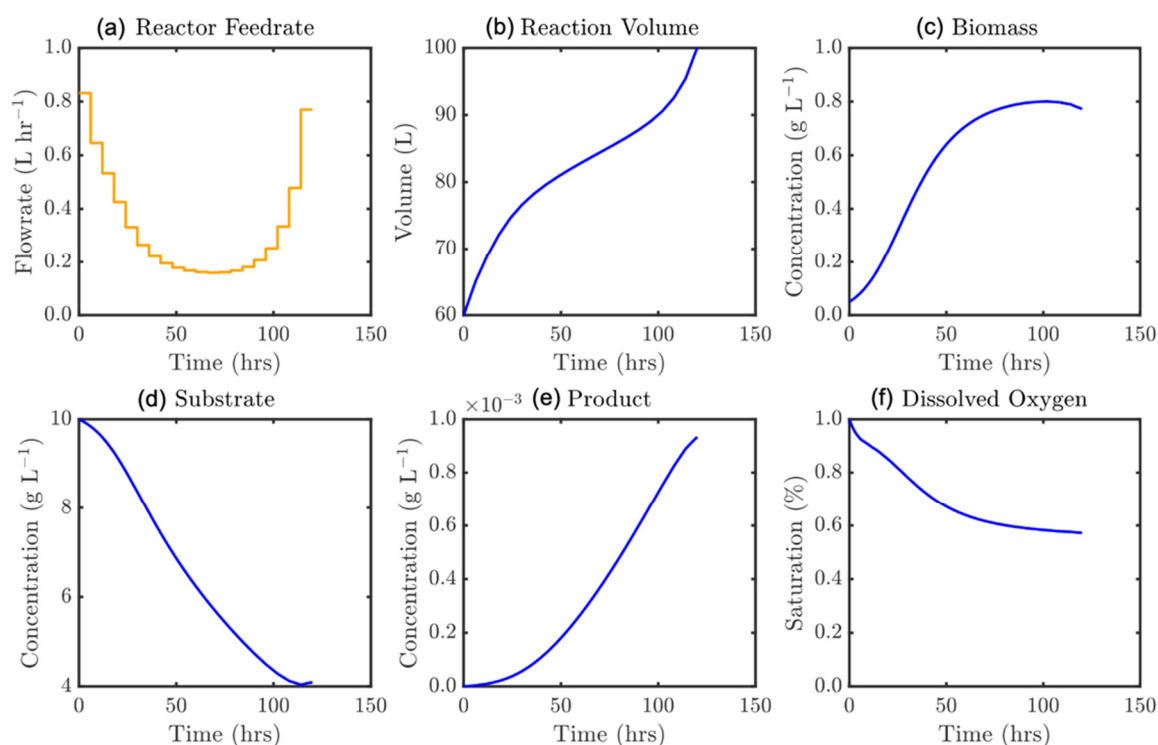 (a) Reactor Feedrate
1.0
0.8
0.6
0.4
0.2
0.0
Flowrate (L hr⁻¹)
0 50 100 150
Time (hrs)
(b) Reaction Volume
100
90
80
70
60
Volume (L)
0 50 100 150
Time (hrs)
(c) Biomass
1.0
0.8
0.6
0.4
0.2
0.0
Concentration (g L⁻¹)
0 50 100 150
Time (hrs)
(d) Substrate
10
8
6
4
Concentration (g L⁻¹)
0 50 100 150
Time (hrs)
×10⁻³ (e) Product
1.0
0.8
0.6
0.4
0.2
0.0
Concentration (g L⁻¹)
0 50 100 150
Time (hrs)
(f) Dissolved Oxygen
1.0
0.8
0.6
0.4
0.2
0.0
Saturation (%)
0 50 100 150
Time (hrs)